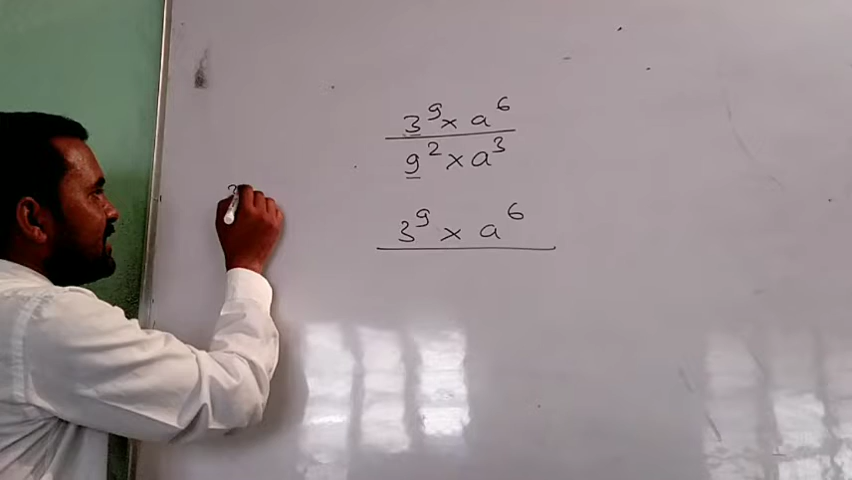 3⁹ × a⁶
9² × a³
3⁹ × a⁶